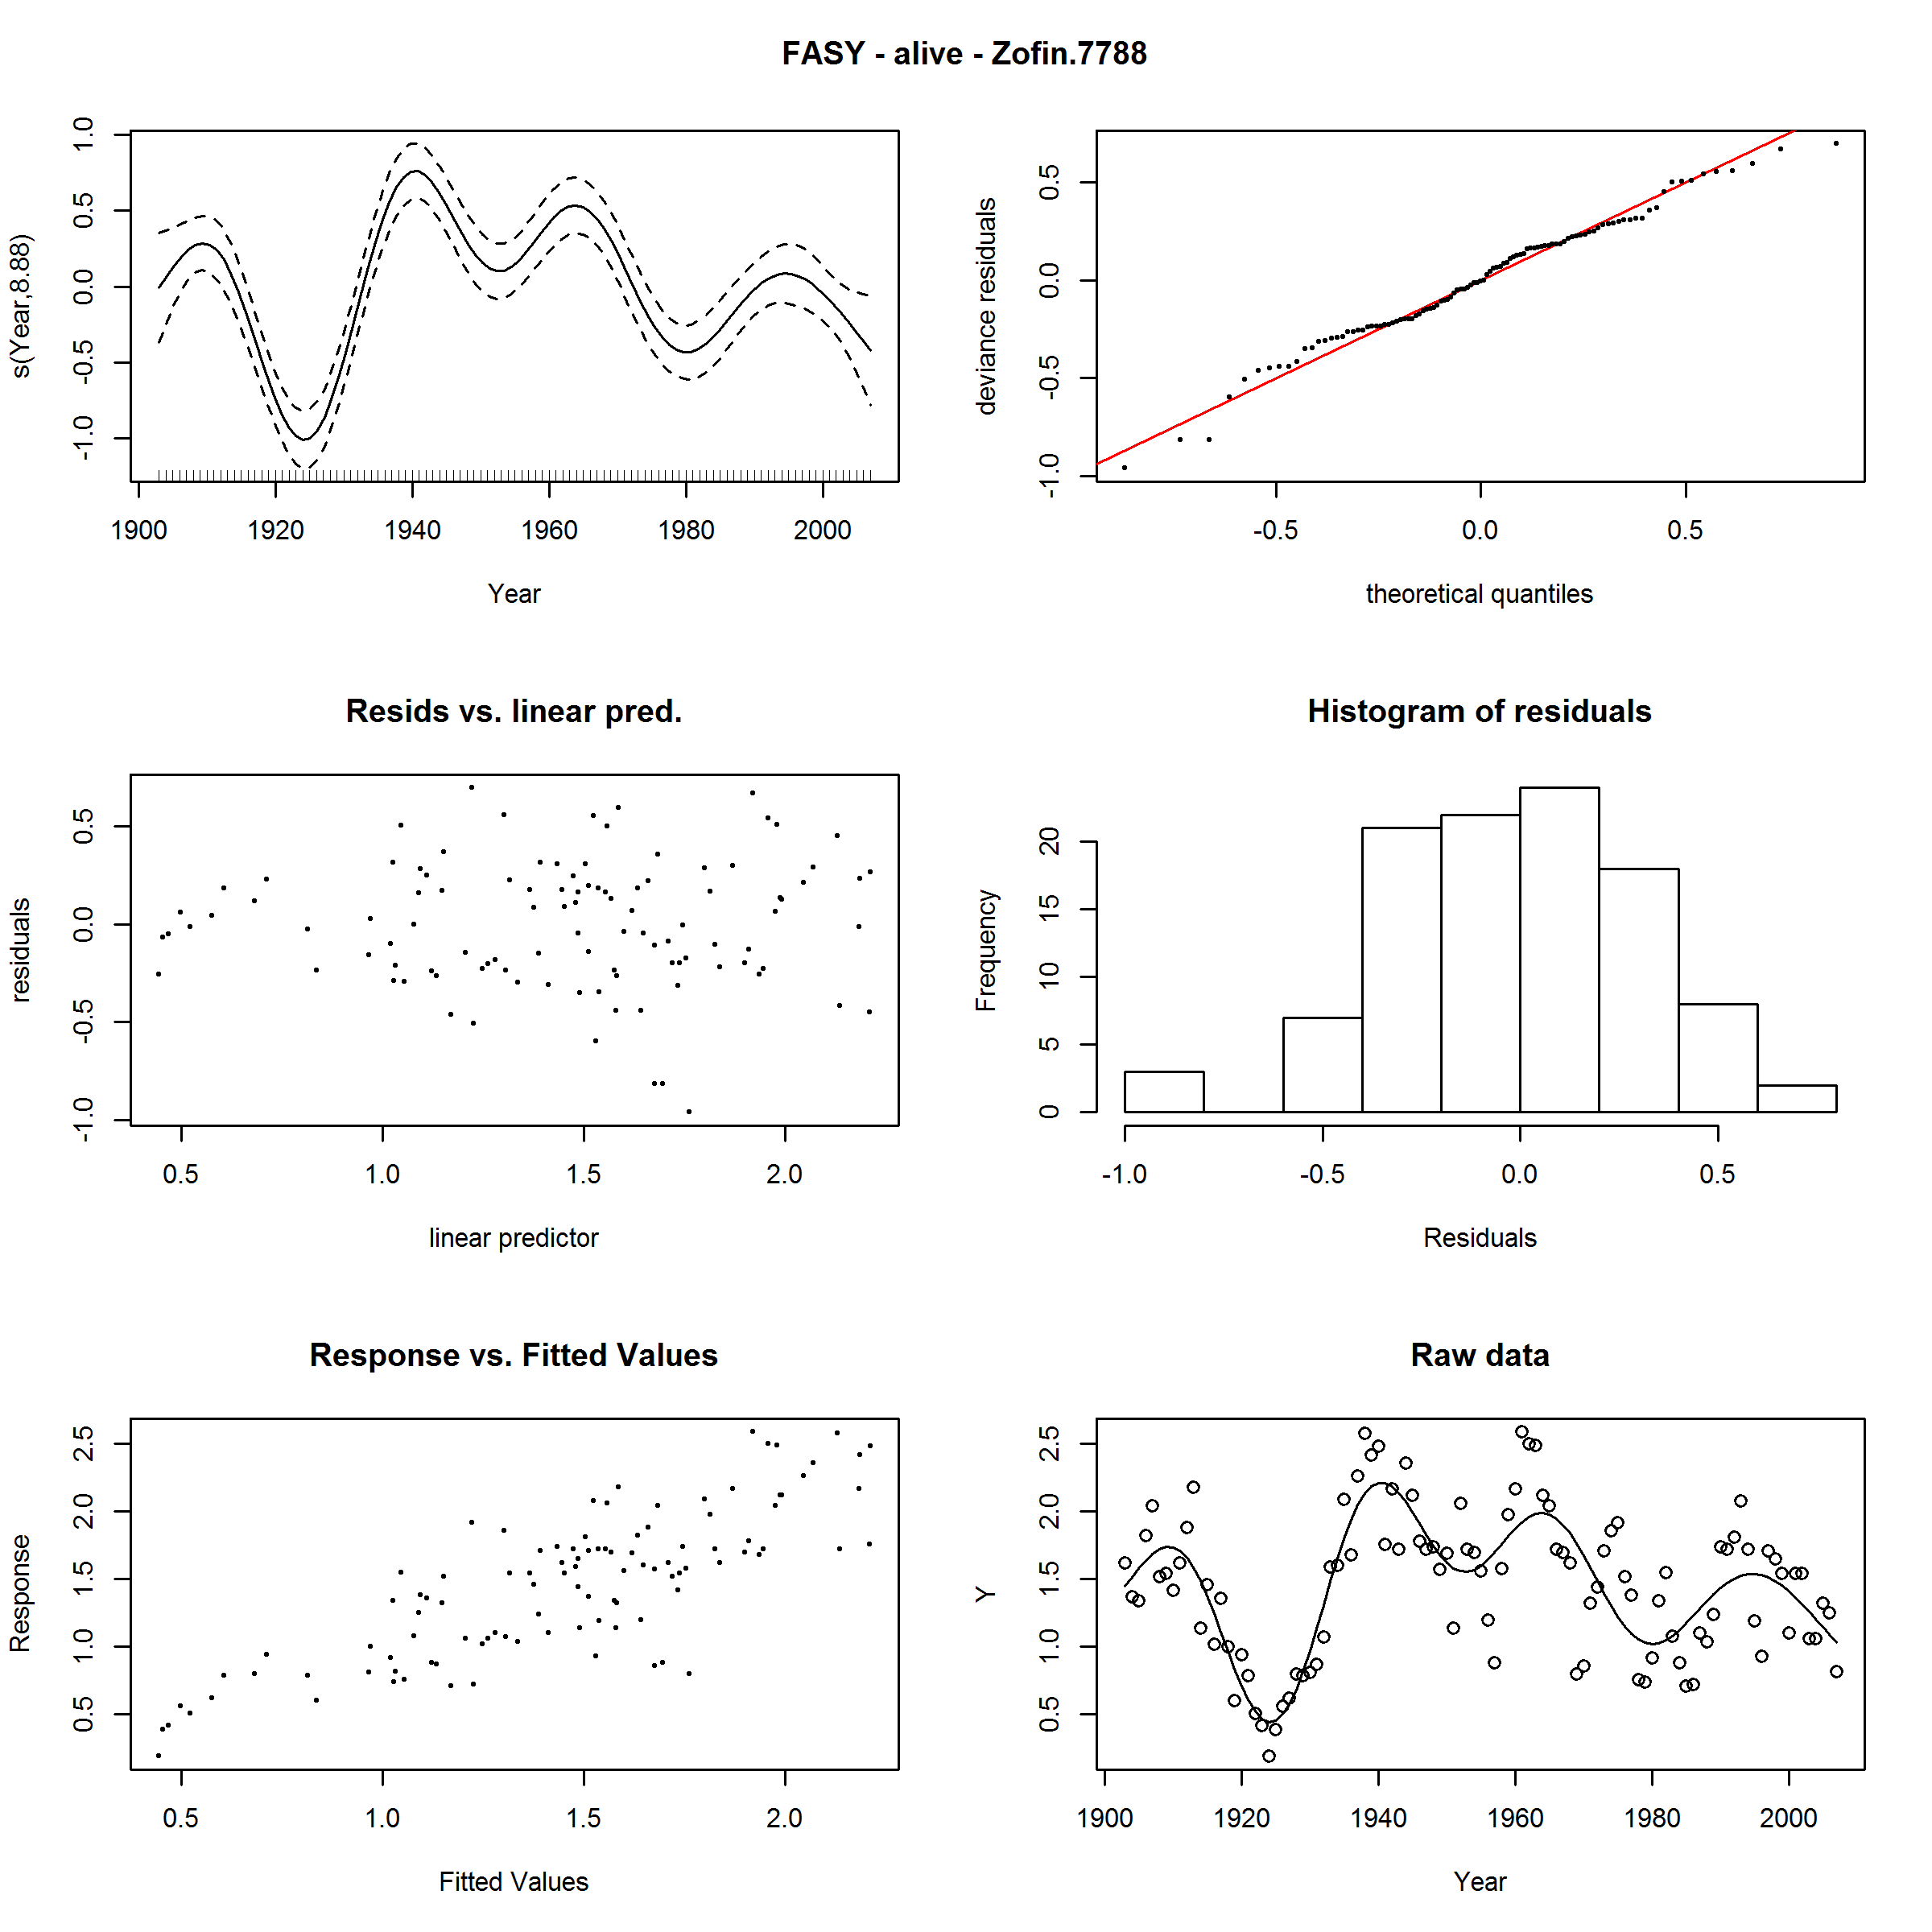 FASY - alive - Zofin.7788
s(Year,8.88)
1.0
0.5
0.0
-0.5
-1.0
1900 1920 1940 1960 1980 2000
Year
deviance residuals
0.5
0.0
-0.5
-1.0
-0.5 0.0 0.5
theoretical quantiles
Resids vs. linear pred.
residuals
0.5
0.0
-0.5
-1.0
0.5 1.0 1.5 2.0
linear predictor
Histogram of residuals
Frequency
20
15
10
5
0
-1.0 -0.5 0.0 0.5
Residuals
Response vs. Fitted Values
Response
2.5
2.0
1.5
1.0
0.5
0.5 1.0 1.5 2.0
Fitted Values
Raw data
Y
2.5
2.0
1.5
1.0
0.5
1900 1920 1940 1960 1980 2000
Year